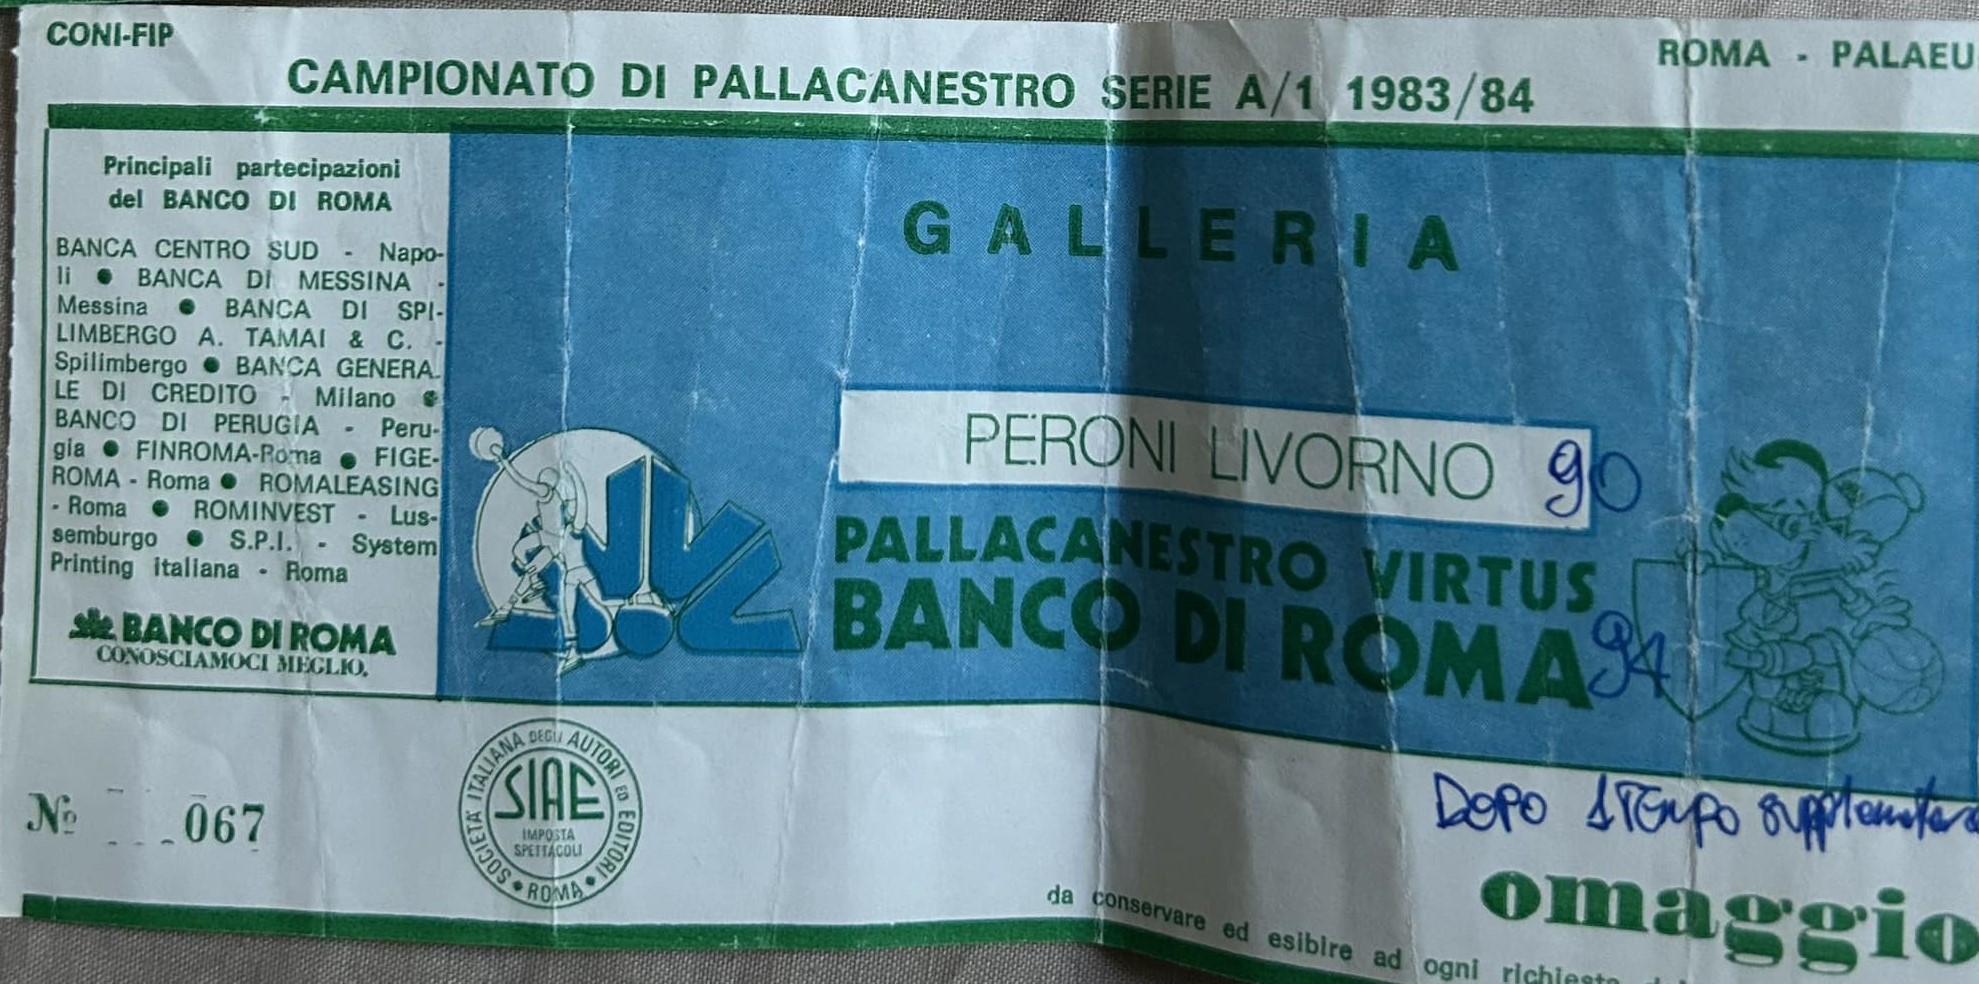 CONI-FIP
ROMA - PALAEU
CAMPIONATO DI PALLACANESTRO SERIE A/1 1983/84
Principali partecipazioni
del BANCO DI ROMA
BANCA CENTRO SUD - Napo-
li ● BANCA DI MESSINA -
Messina ● BANCA DI SPI-
LIMBERGO A. TAMAI & C. -
Spilimbergo ● BANCA GENERA-
LE DI CREDITO - Milano ●
BANCO DI PERUGIA - Peru-
gia ● FINROMA-Roma ● FIGE-
ROMA - Roma ● ROMALEASING
- Roma ● ROMINVEST - Lus-
semburgo ● S.P.I. - System
Printing italiana - Roma
BANCO DI ROMA
CONOSCIAMOCI MEGLIO.
GALLERIA
PERONI LIVORNO 90
PALLACANESTRO VIRTUS
BANCO DI ROMA 94
Nº 067
SOCIETÀ ITALIANA DEGLI AUTORI ED EDITORI
SIAE
IMPOSTA
SPETTACOLI
ROMA
DOPO 1 TEMPO supplementare
omaggio
da conservare ed esibire ad ogni richiesta